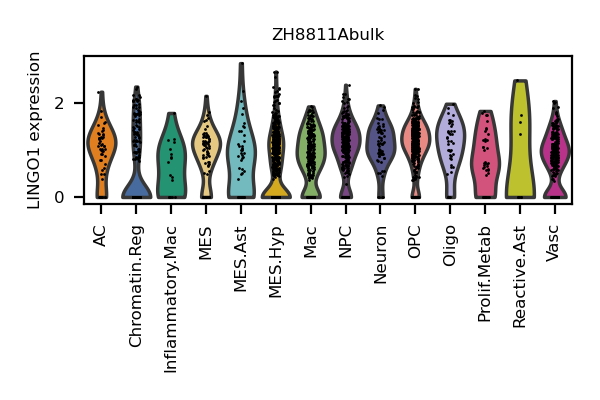 ZH8811Abulk
LINGO1 expression
2
0
AC
Chromatin.Reg
Inflammatory.Mac
MES
MES.Ast
MES.Hyp
Mac
NPC
Neuron
OPC
Oligo
Prolif.Metab
Reactive.Ast
Vasc